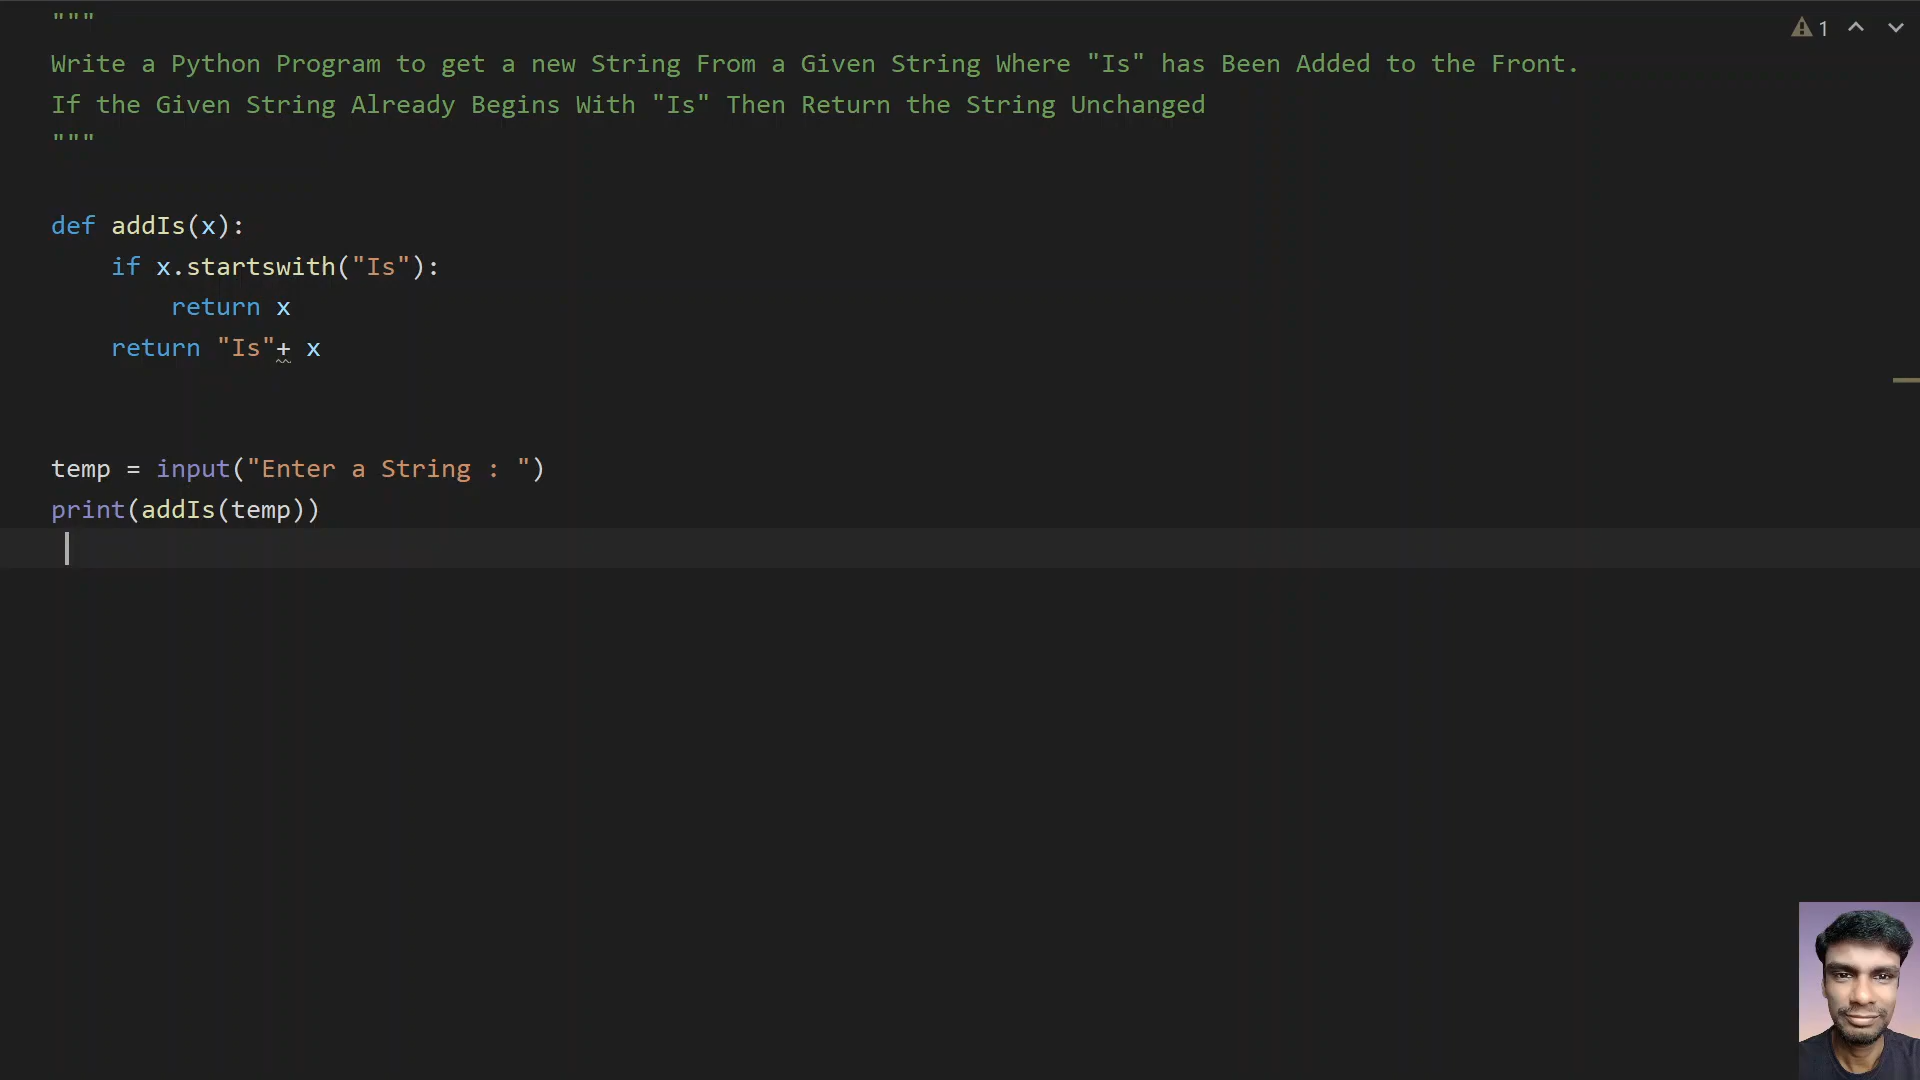 """
Write a Python Program to get a new String From a Given String Where "Is" has Been Added to the Front.
If the Given String Already Begins With "Is" Then Return the String Unchanged
"""
def addIs(x):
    if x.startswith("Is"):
        return x
    return "Is"+ x
temp = input("Enter a String : ")
print(addIs(temp))
1